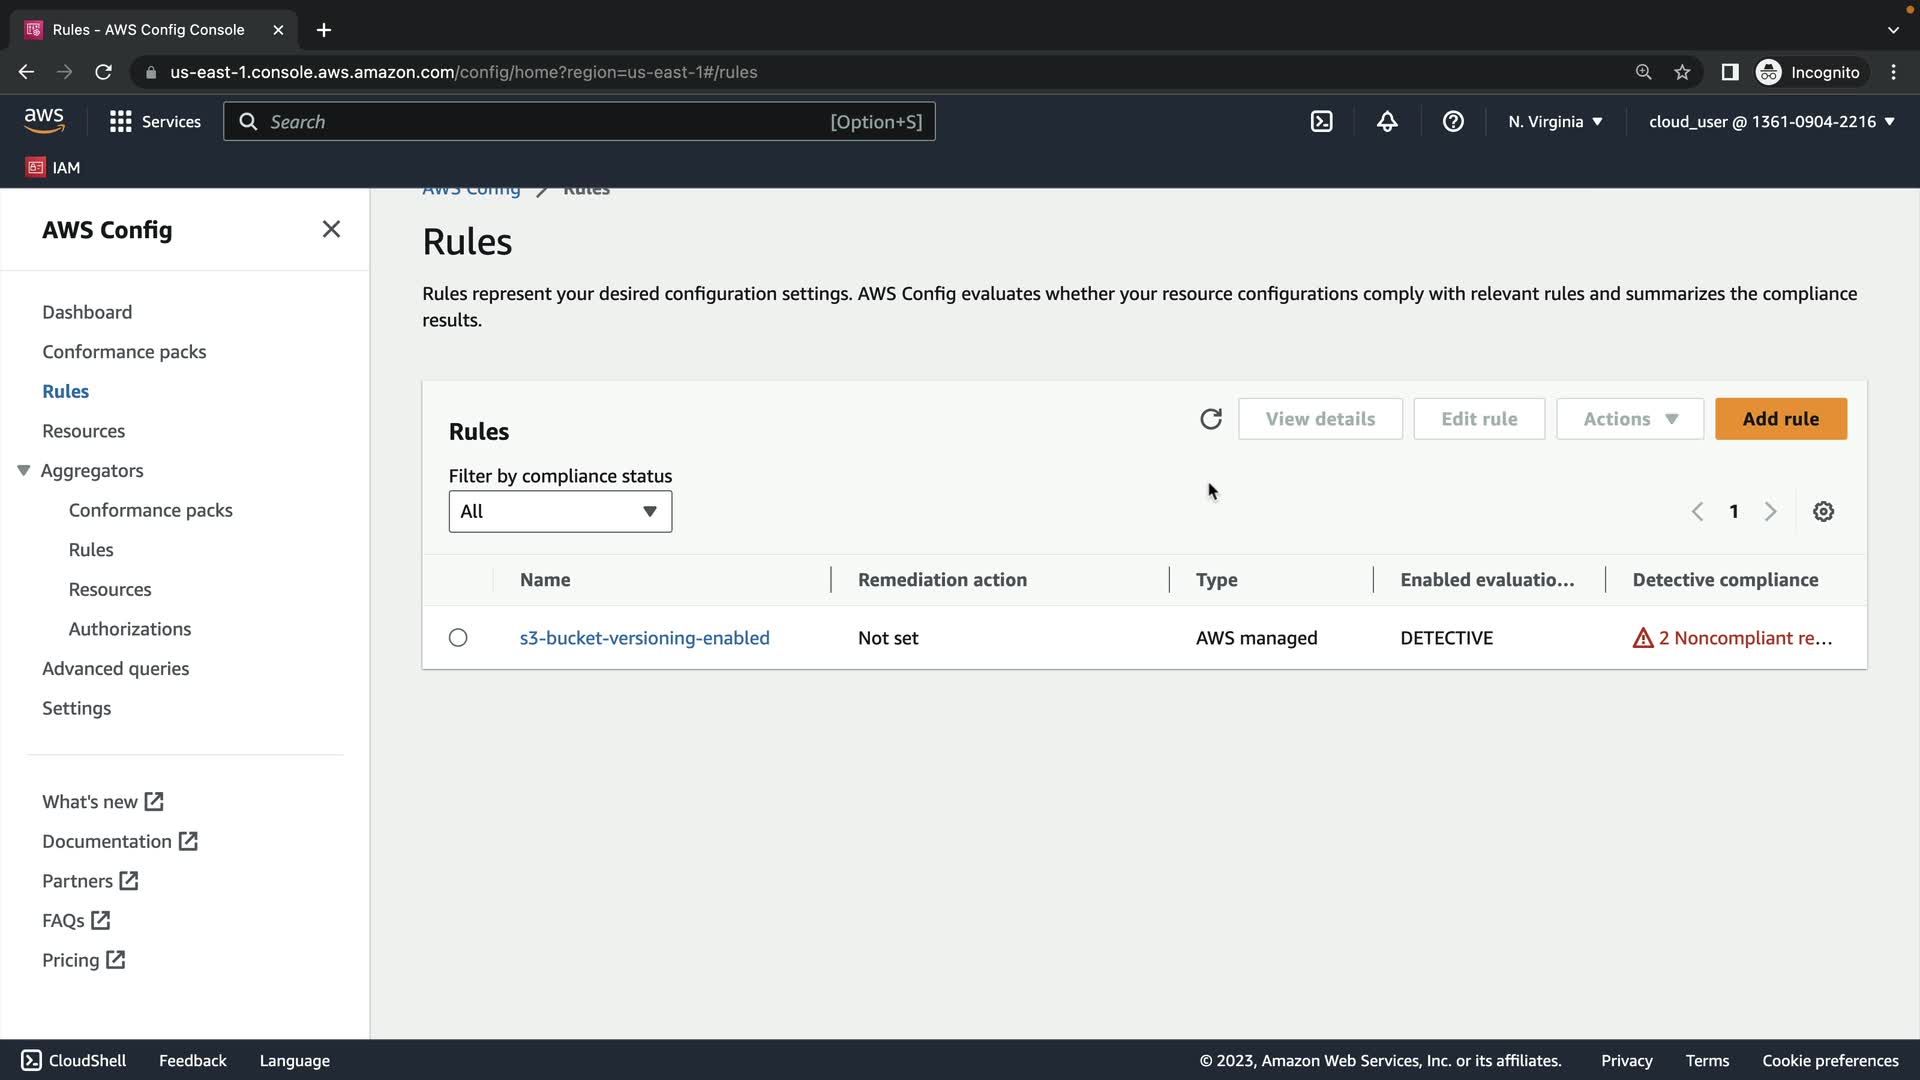 Rules - AWS Config Console
us-east-1.console.aws.amazon.com/config/home?region=us-east-1#/rules
Incognito
aws
Services
Search
[Option+S]
N. Virginia
cloud_user @ 1361-0904-2216
IAM
AWS Config
Dashboard
Conformance packs
Rules
Resources
Aggregators
Conformance packs
Rules
Resources
Authorizations
Advanced queries
Settings
What's new
Documentation
Partners
FAQs
Pricing
AWS Config
Rules
Rules
Rules represent your desired configuration settings. AWS Config evaluates whether your resource configurations comply with relevant rules and summarizes the compliance
results.
Rules
View details
Edit rule
Actions
Add rule
Filter by compliance status
All
1
Name
Remediation action
Type
Enabled evaluatio...
Detective compliance
s3-bucket-versioning-enabled
Not set
AWS managed
DETECTIVE
2 Noncompliant re...
CloudShell
Feedback
Language
© 2023, Amazon Web Services, Inc. or its affiliates.
Privacy
Terms
Cookie preferences